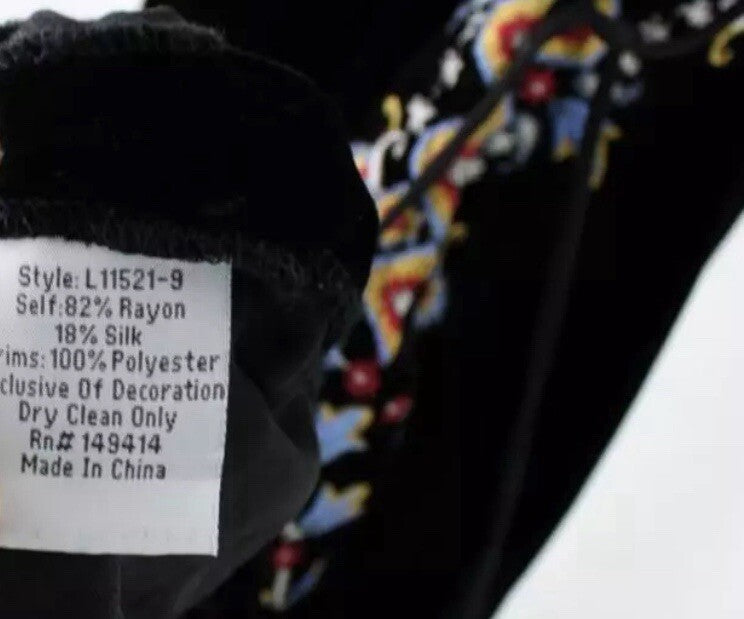 Style: L11521-9
Self:82% Rayon
18% Silk
rims: 100% Polyester
clusive Of Decoration
Dry Clean Only
Rn# 149414
Made In China